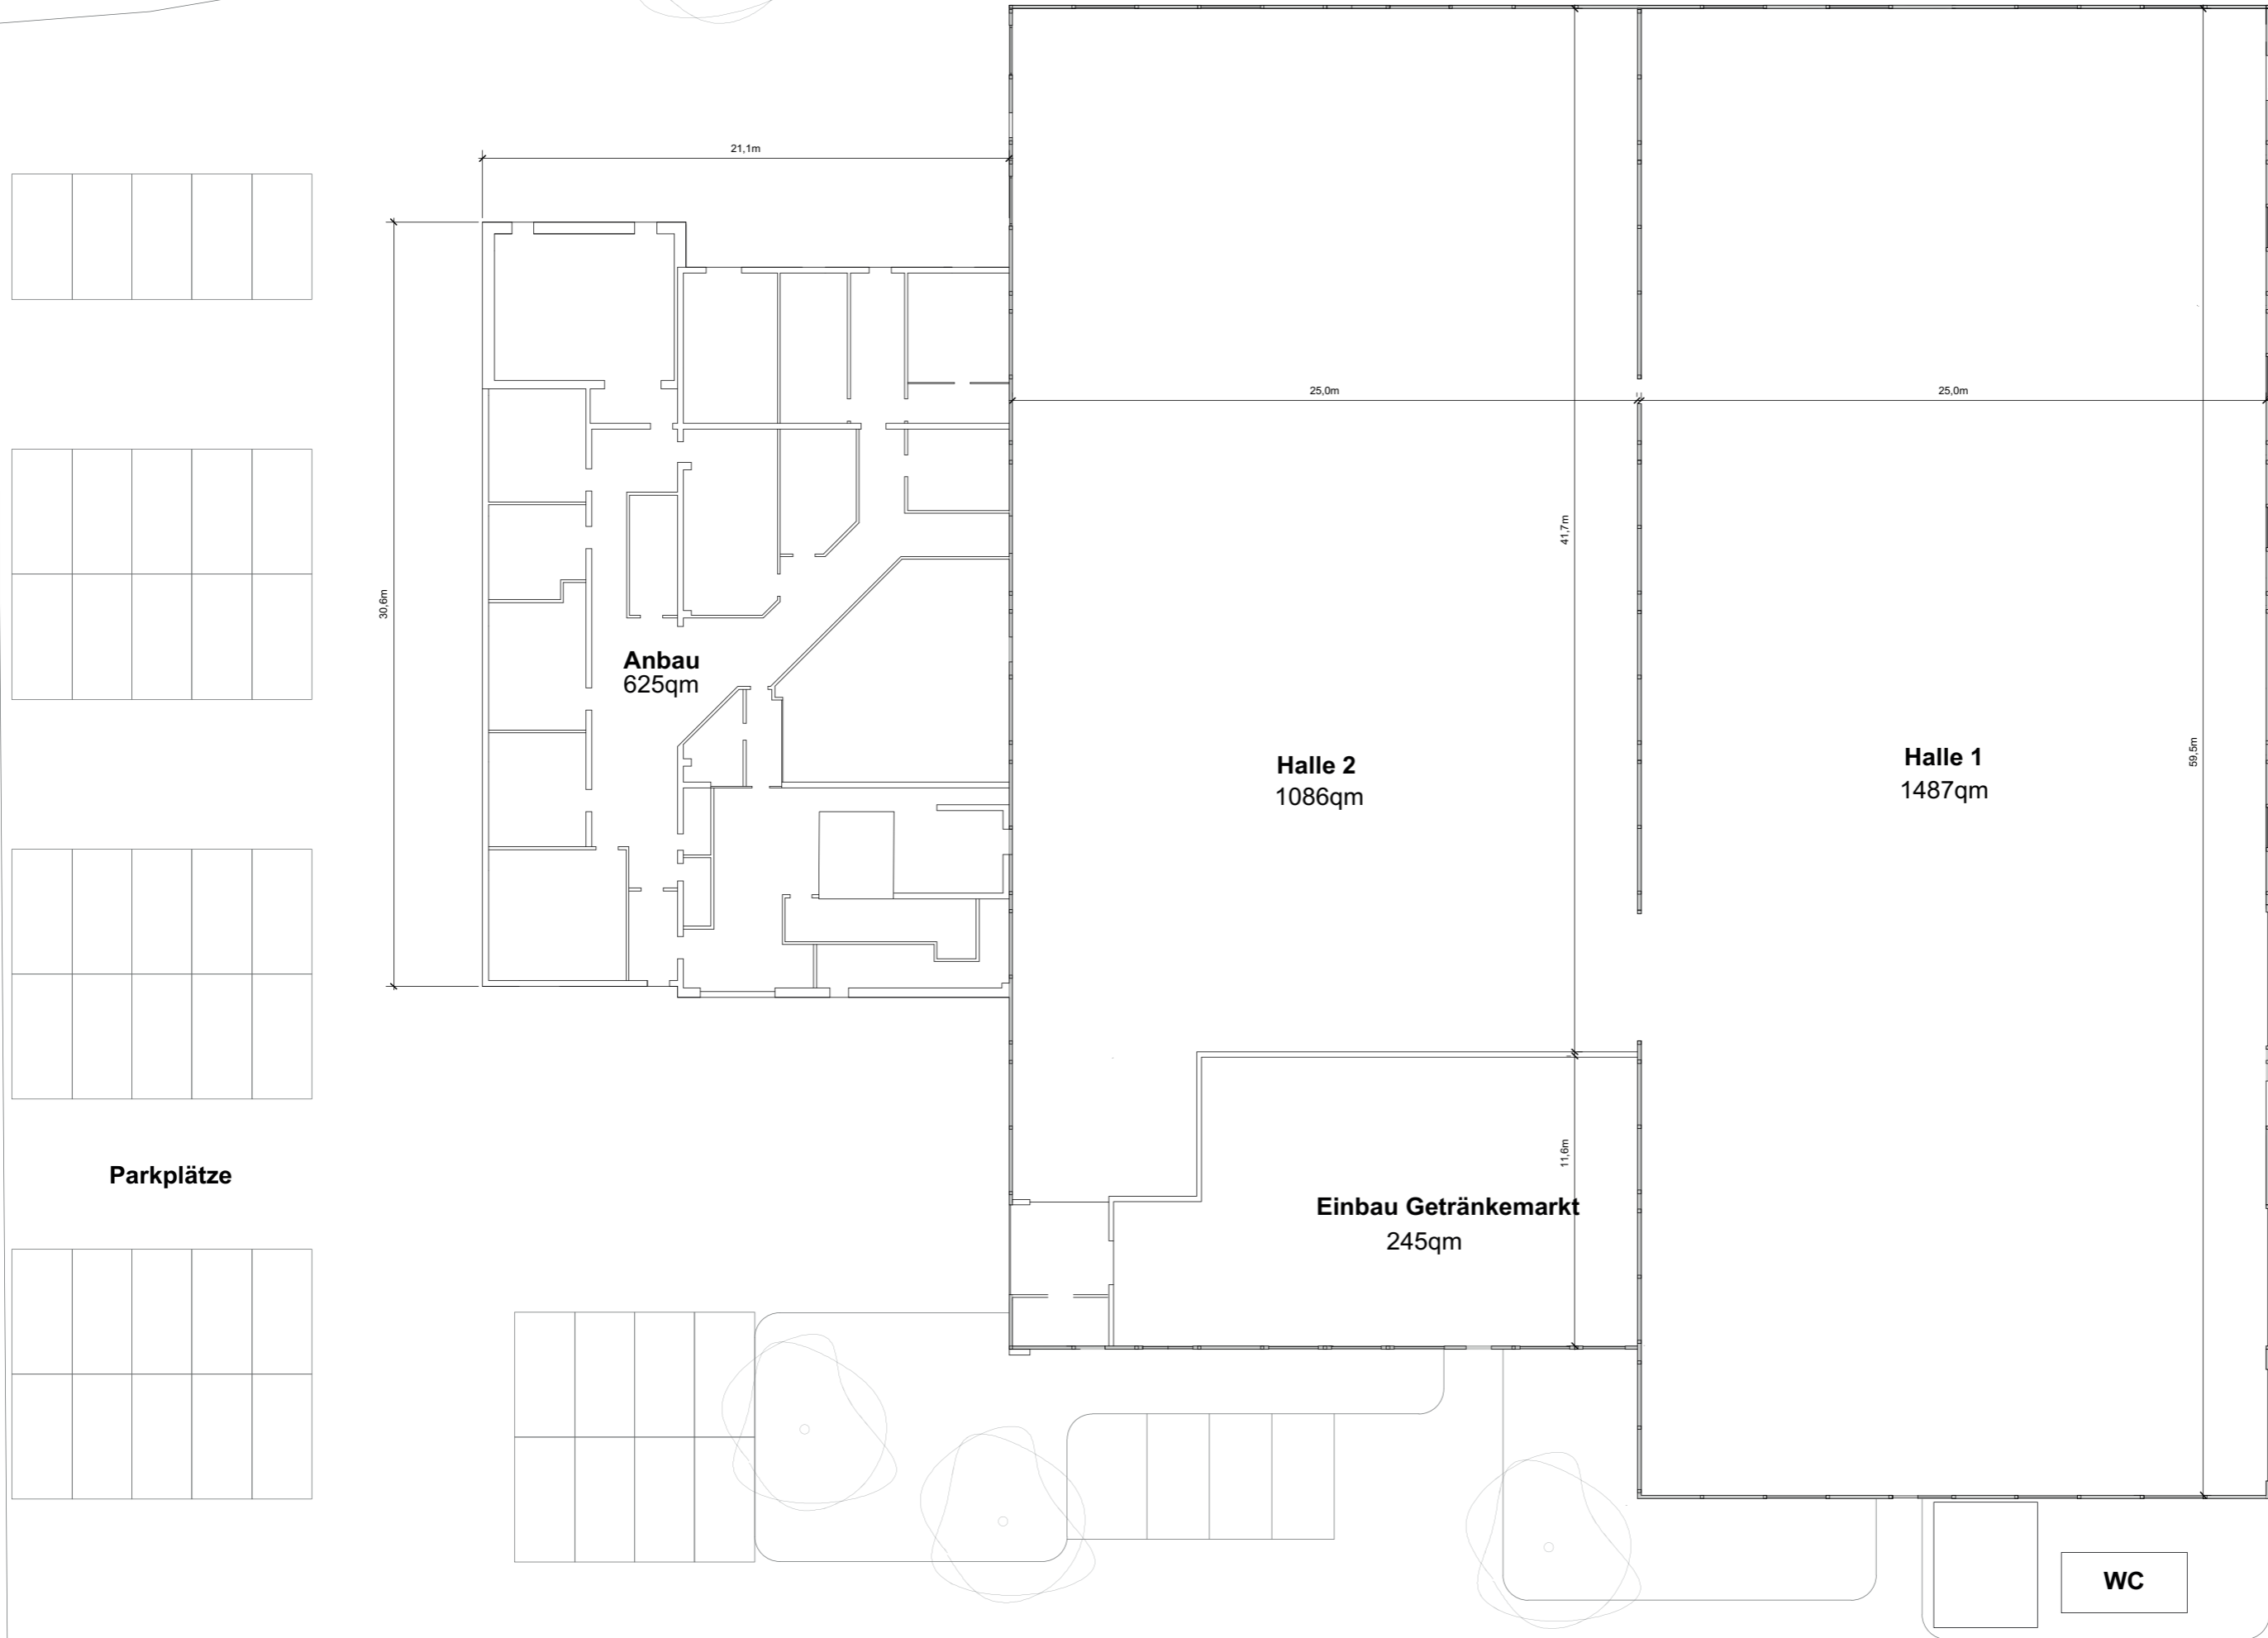 21,1m
25,0m
25,0m
41,7m
30,6m
Anbau
625qm
Halle 2
1086qm
Halle 1
1487qm
59,5m
11,6m
Parkplätze
Einbau Getränkemarkt
245qm
WC